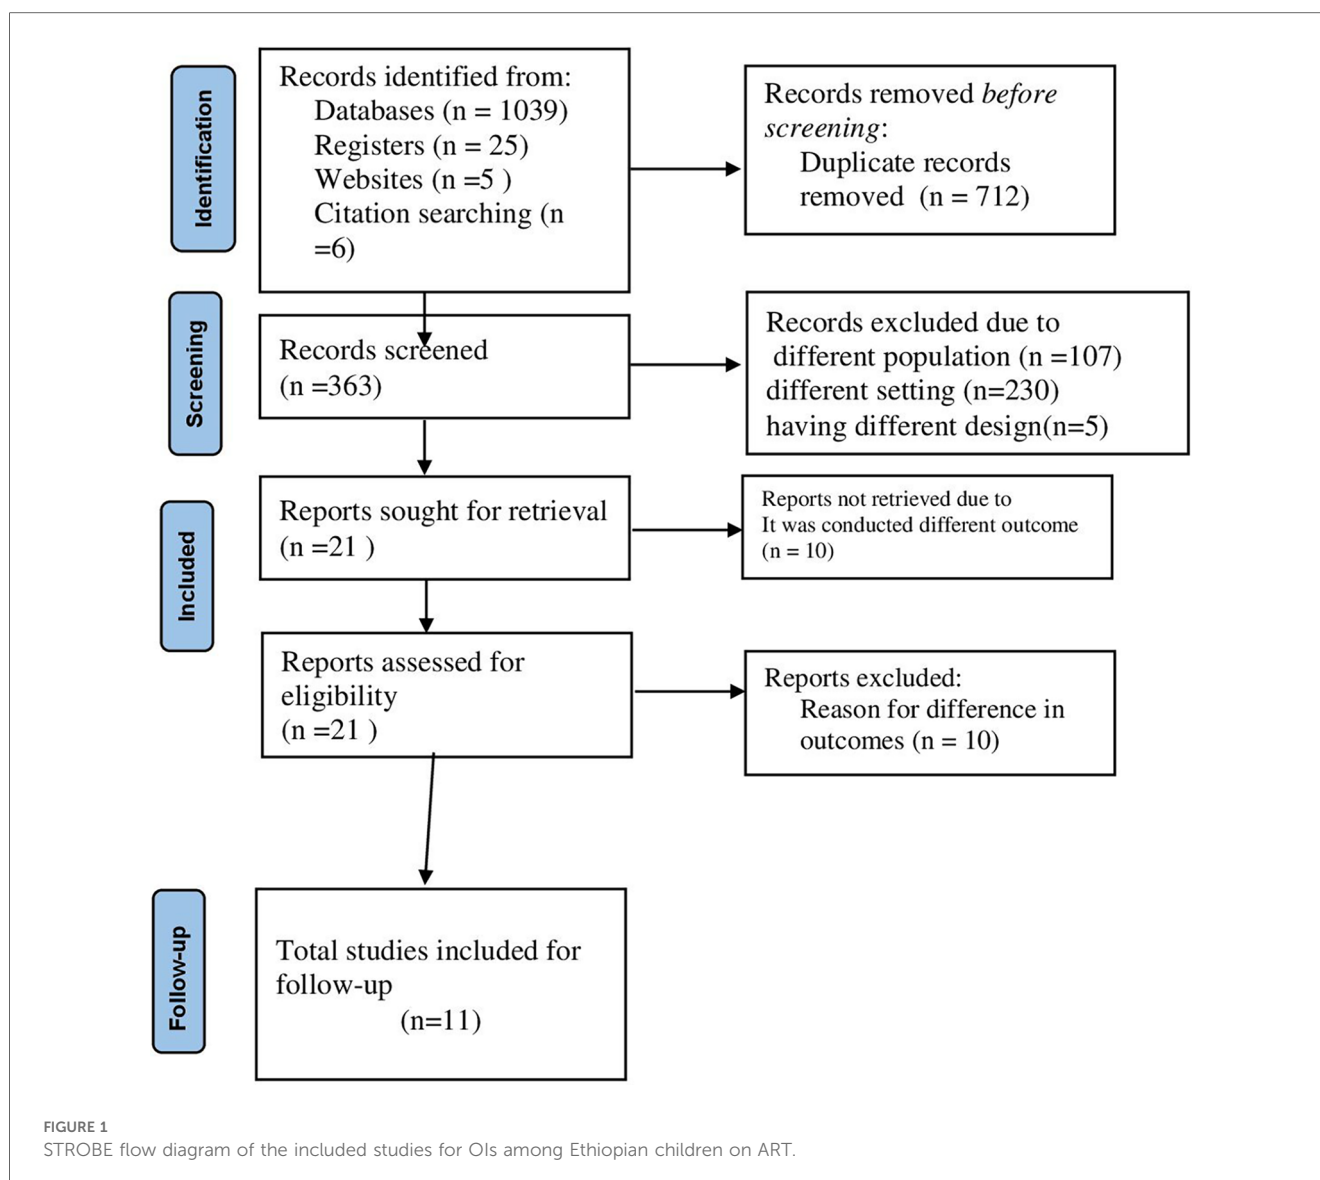 Identification
Records identified from:
Databases (n = 1039)
Registers (n = 25)
Websites (n =5 )
Citation searching (n
=6)
Records removed before
screening:
Duplicate records
removed (n = 712)
Screening
Records screened
(n =363)
Records excluded due to
different population (n =107)
different setting (n=230)
having different design(n=5)
Included
Reports sought for retrieval
(n =21 )
Reports not retrieved due to
It was conducted different outcome
(n = 10)
Reports assessed for
eligibility
(n =21 )
Reports excluded:
Reason for difference in
outcomes (n = 10)
Follow-up
Total studies included for
follow-up
(n=11)
FIGURE 1
STROBE flow diagram of the included studies for OIs among Ethiopian children on ART.